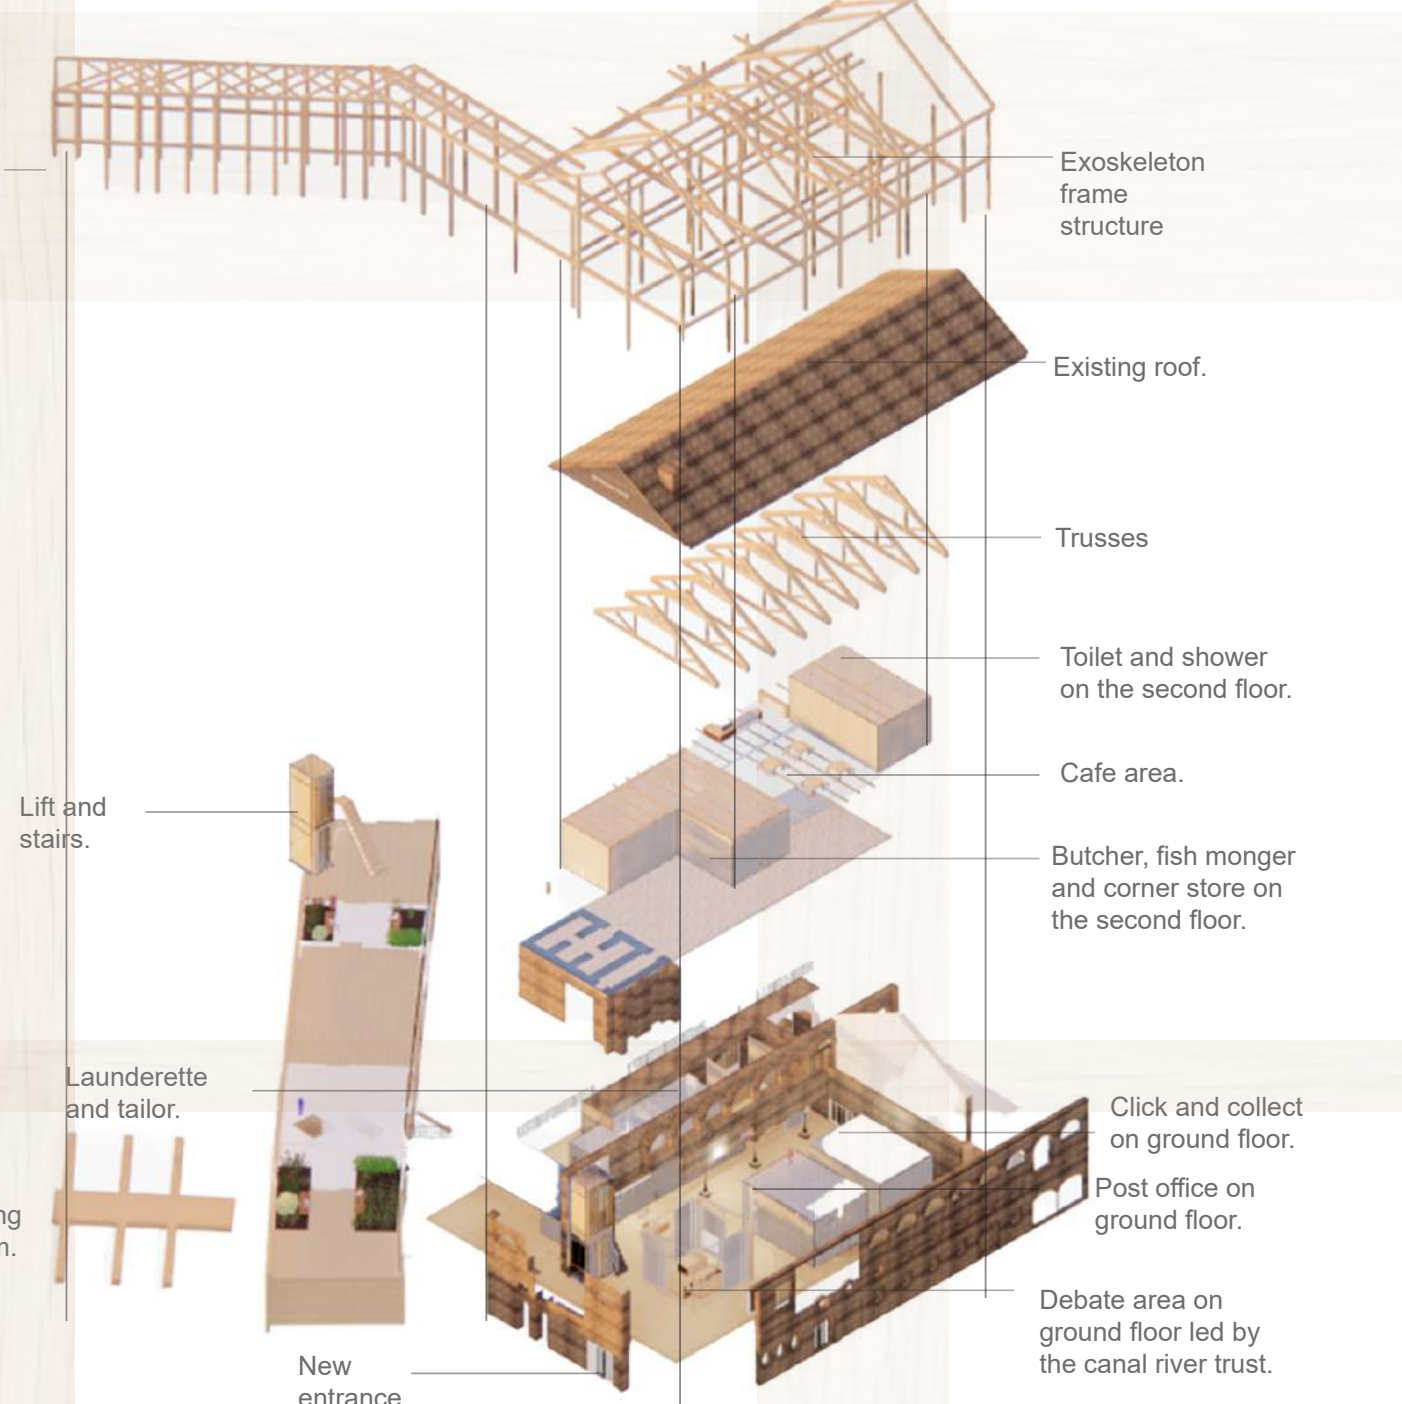 Exoskeleton
frame
structure
Existing roof.
Trusses
Toilet and shower
on the second floor.
Cafe area.
Lift and
stairs.
Butcher, fish monger
and corner store on
the second floor.
Launderette
and tailor.
Click and collect
on ground floor.
Post office on
ground floor.
Debate area on
ground floor led by
the canal river trust.
New
entrance